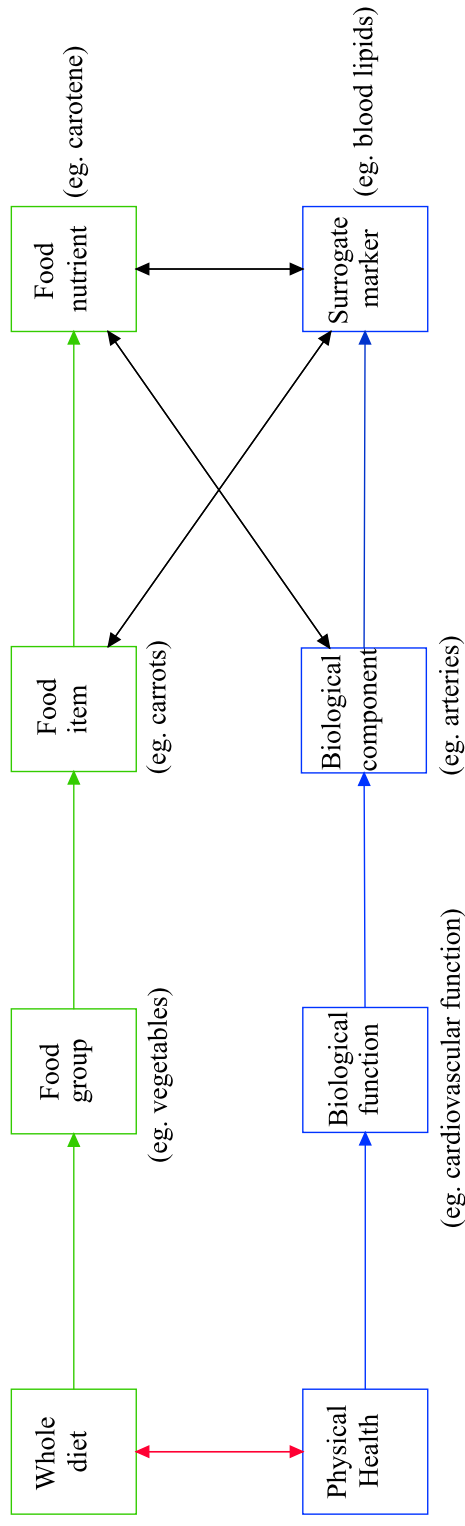 Whole
diet
Food
group
(eg. vegetables)
Food
item
(eg. carrots)
Food
nutrient
(eg. carotene)
Physical
Health
Biological
function
(eg. cardiovascular function)
Biological
component
(eg. arteries)
Surrogate
marker
(eg. blood lipids)